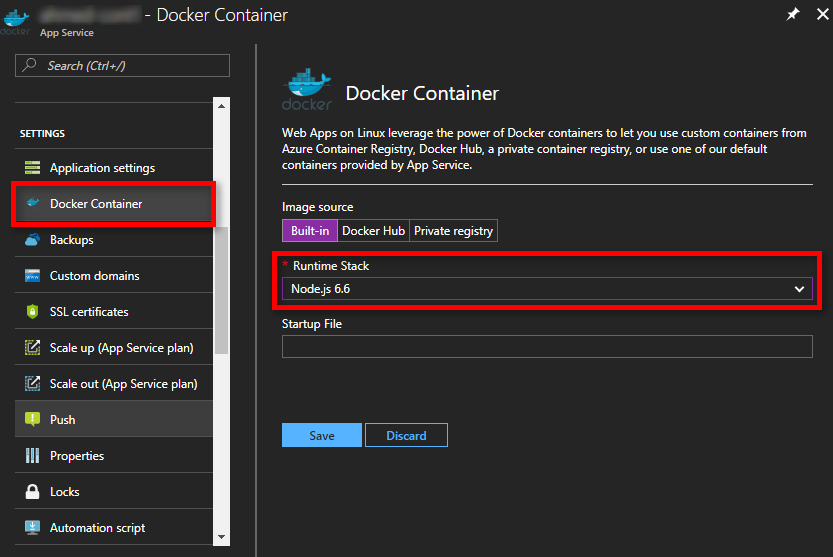 - Docker Container
docker
App Service
Search (Ctrl+/)
SETTINGS
Application settings
Docker Container
Backups
Custom domains
SSL certificates
Scale up (App Service plan)
Scale out (App Service plan)
Push
Properties
Locks
Automation script
docker
Docker Container
Web Apps on Linux leverage the power of Docker containers to let you use custom containers from
Azure Container Registry, Docker Hub, a private container registry, or use one of our default
containers provided by App Service.
Image source
Built-in Docker Hub Private registry
* Runtime Stack
Node.js 6.6
Startup File
Save Discard